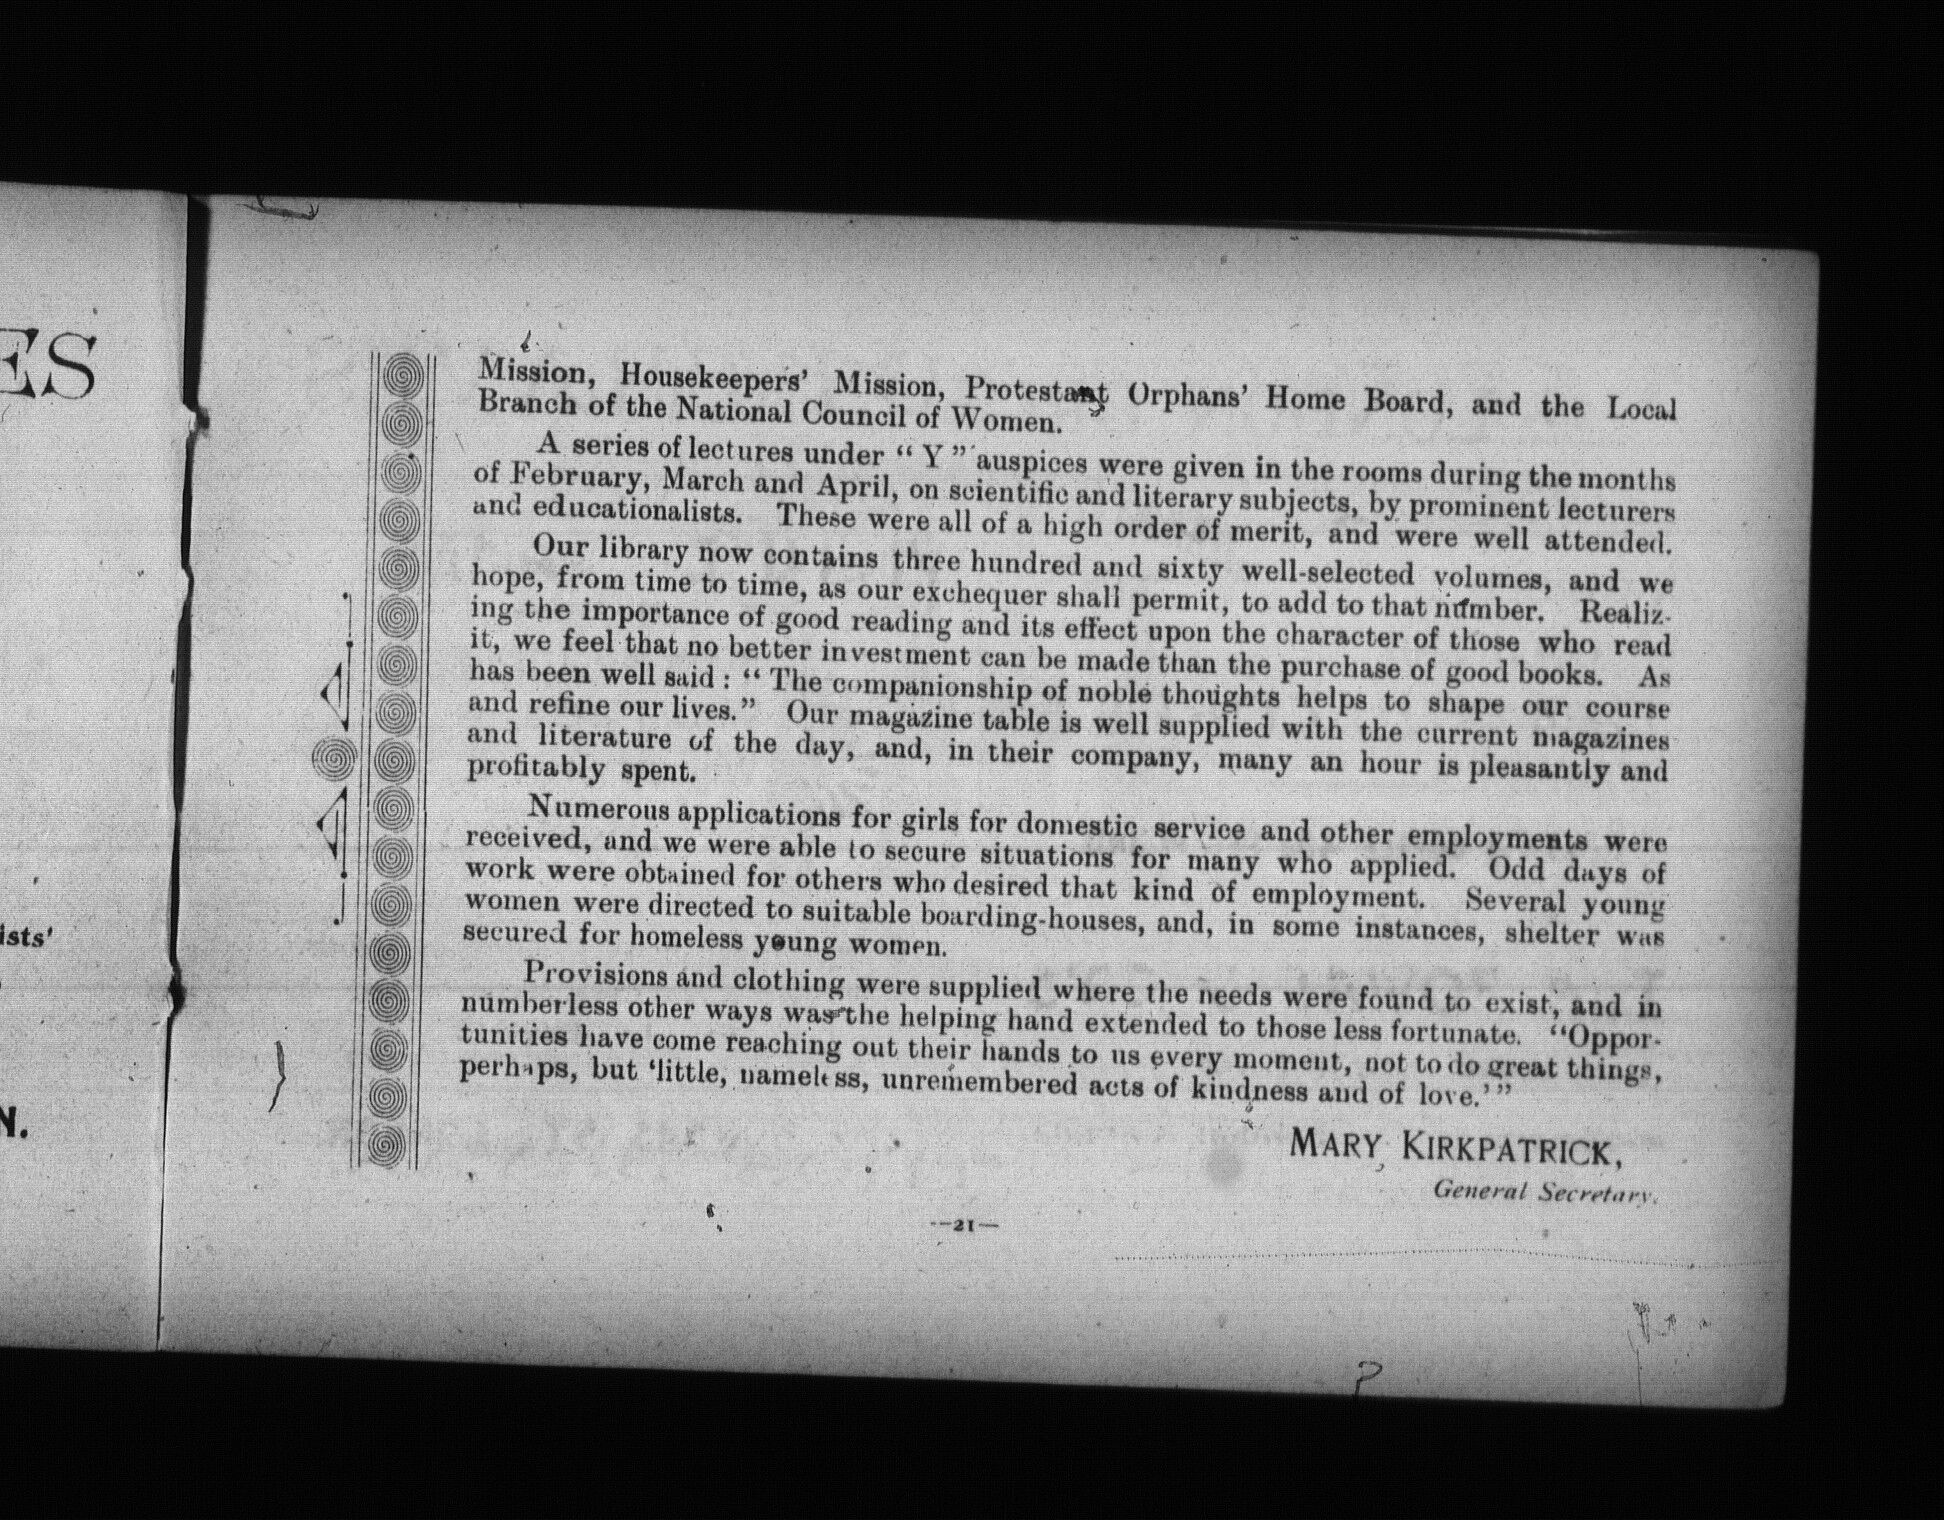 ES
ists'
N.
Mission, Housekeepers' Mission, Protestant Orphans' Home Board, and the Local
Branch of the National Council of Women.
A series of lectures under "Y" auspices were given in the rooms during the months
of February, March and April, on scientific and literary subjects, by prominent lecturers
and educationalists. These were all of a high order of merit, and were well attended.
Our library now contains three hundred and sixty well-selected volumes, and we
hope, from time to time, as our exchequer shall permit, to add to that number. Realiz-
ing the importance of good reading and its effect upon the character of those who read
it, we feel that no better investment can be made than the purchase of good books. As
has been well said: "The companionship of noble thoughts helps to shape our course
and refine our lives." Our magazine table is well supplied with the current magazines
and literature of the day, and, in their company, many an hour is pleasantly and
profitably spent.
Numerous applications for girls for domestic service and other employments were
received, and we were able to secure situations for many who applied. Odd days of
work were obtained for others who desired that kind of employment. Several young
women were directed to suitable boarding-houses, and, in some instances, shelter was
secured for homeless young women.
Provisions and clothing were supplied where the needs were found to exist, and in
numberless other ways was the helping hand extended to those less fortunate. "Oppor-
tunities have come reaching out their hands to us every moment, not to do great things,
perhaps, but 'little, nameless, unremembered acts of kindness and of love.'"
MARY KIRKPATRICK,
General Secretary.
—21—